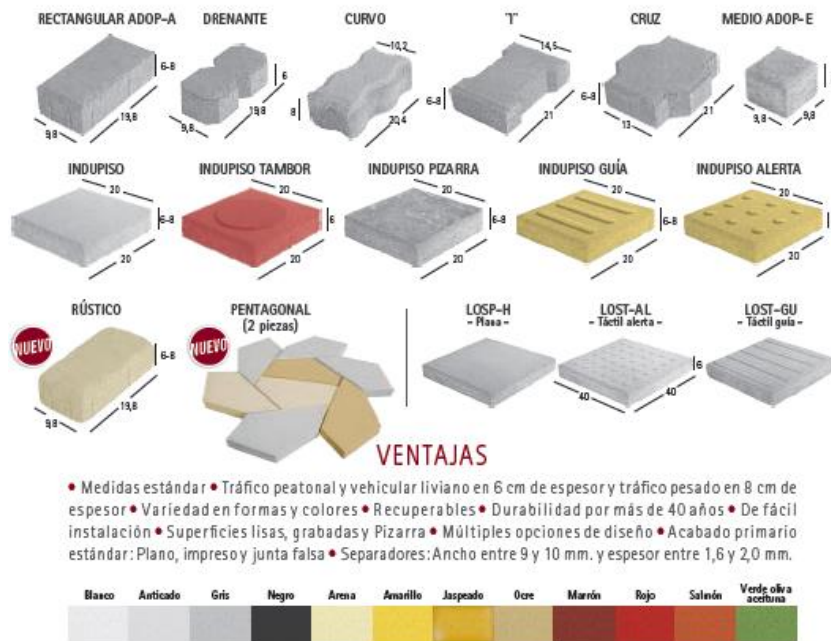 RECTANGULAR ADOP-A DRENANTE CURVO "I" CRUZ MEDIO ADOP-E
6-8
9,8
19,8
6
9,8
19,8
10,2
8
20,4
14,5
6-8
21
6-8
13
21
9,8
9,8
INDUPISO INDUPISO TAMBOR INDUPISO PIZARRA INDUPISO GUÍA INDUPISO ALERTA
20 20 20 20 20
6-8 6 6-8 6-8
20 20 20 20 20
RÚSTICO
NUEVO
6-8
9,8
19,8
PENTAGONAL
(2 piezas)
NUEVO
LOSP-H LOST-AL LOST-GU
- Plana - - Táctil alerta - - Táctil guía -
6
40 40
VENTAJAS
• Medidas estándar • Tráfico peatonal y vehicular liviano en 6 cm de espesor y tráfico pesado en 8 cm de
espesor • Variedad en formas y colores • Recuperables • Durabilidad por más de 40 años • De fácil
instalación • Superficies lisas, grabadas y Pizarra • Múltiples opciones de diseño • Acabado primario
estándar: Plano, impreso y junta falsa • Separadores: Ancho entre 9 y 10 mm. y espesor entre 1,6 y 2,0 mm.
Blanco Anticado Gris Negro Arena Amarillo Jaspeado Ocre Marrón Rojo Salmón Verde oliva
aceituna